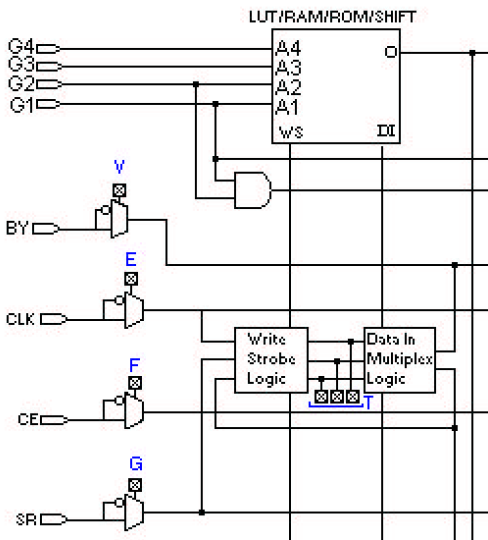 LUT/RAM/ROM/SHIFT
G4
G3
G2
G1
A4
A3
A2
A1
O
WS
DI
V
BY
E
CLK
Write
Strobe
Logic
Data In
Multiplex
Logic
T
F
CE
G
SR